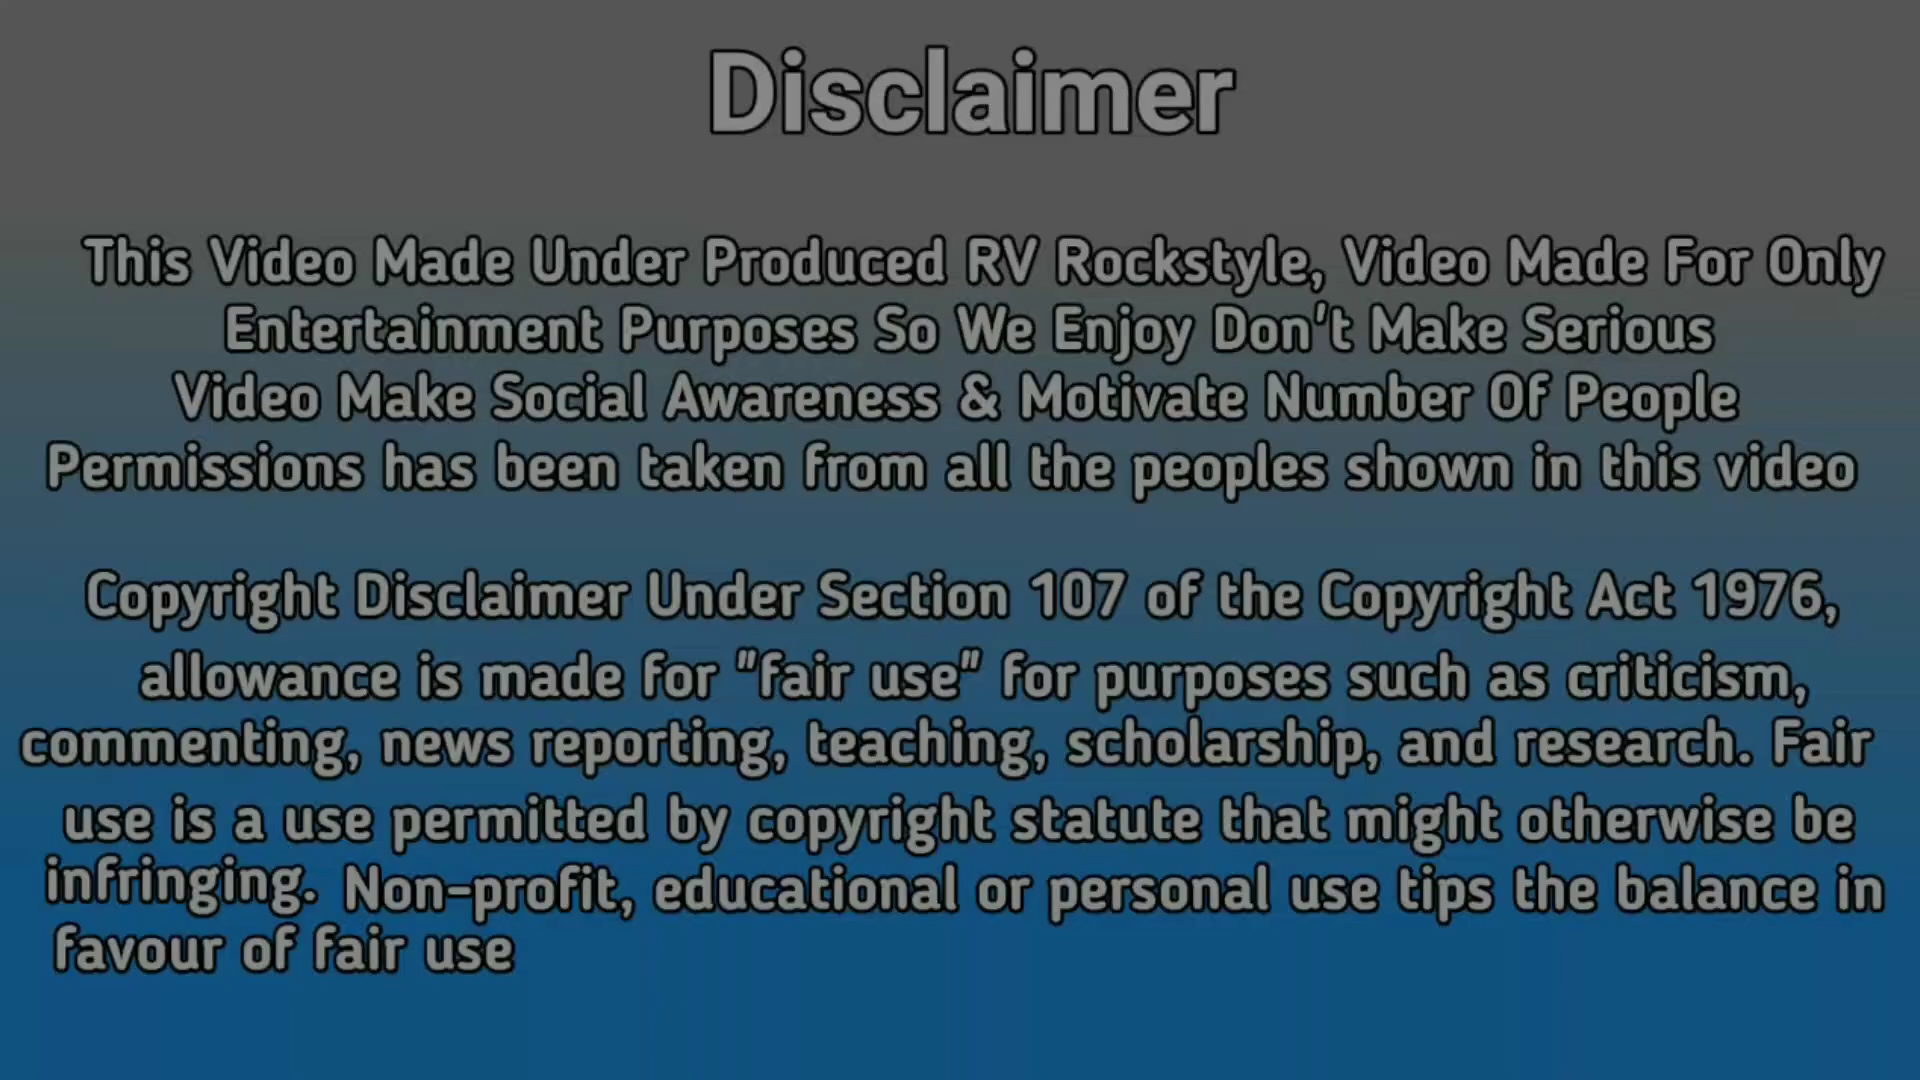 Disclaimer
This Video Made Under Produced RV Rockstyle, Video Made For Only
Entertainment Purposes So We Enjoy Don't Make Serious
Video Make Social Awareness & Motivate Number Of People
Permissions has been taken from all the peoples shown in this video
Copyright Disclaimer Under Section 107 of the Copyright Act 1976,
allowance is made for "fair use" for purposes such as criticism,
commenting, news reporting, teaching, scholarship, and research. Fair
use is a use permitted by copyright statute that might otherwise be
infringing. Non-profit, educational or personal use tips the balance in
favour of fair use